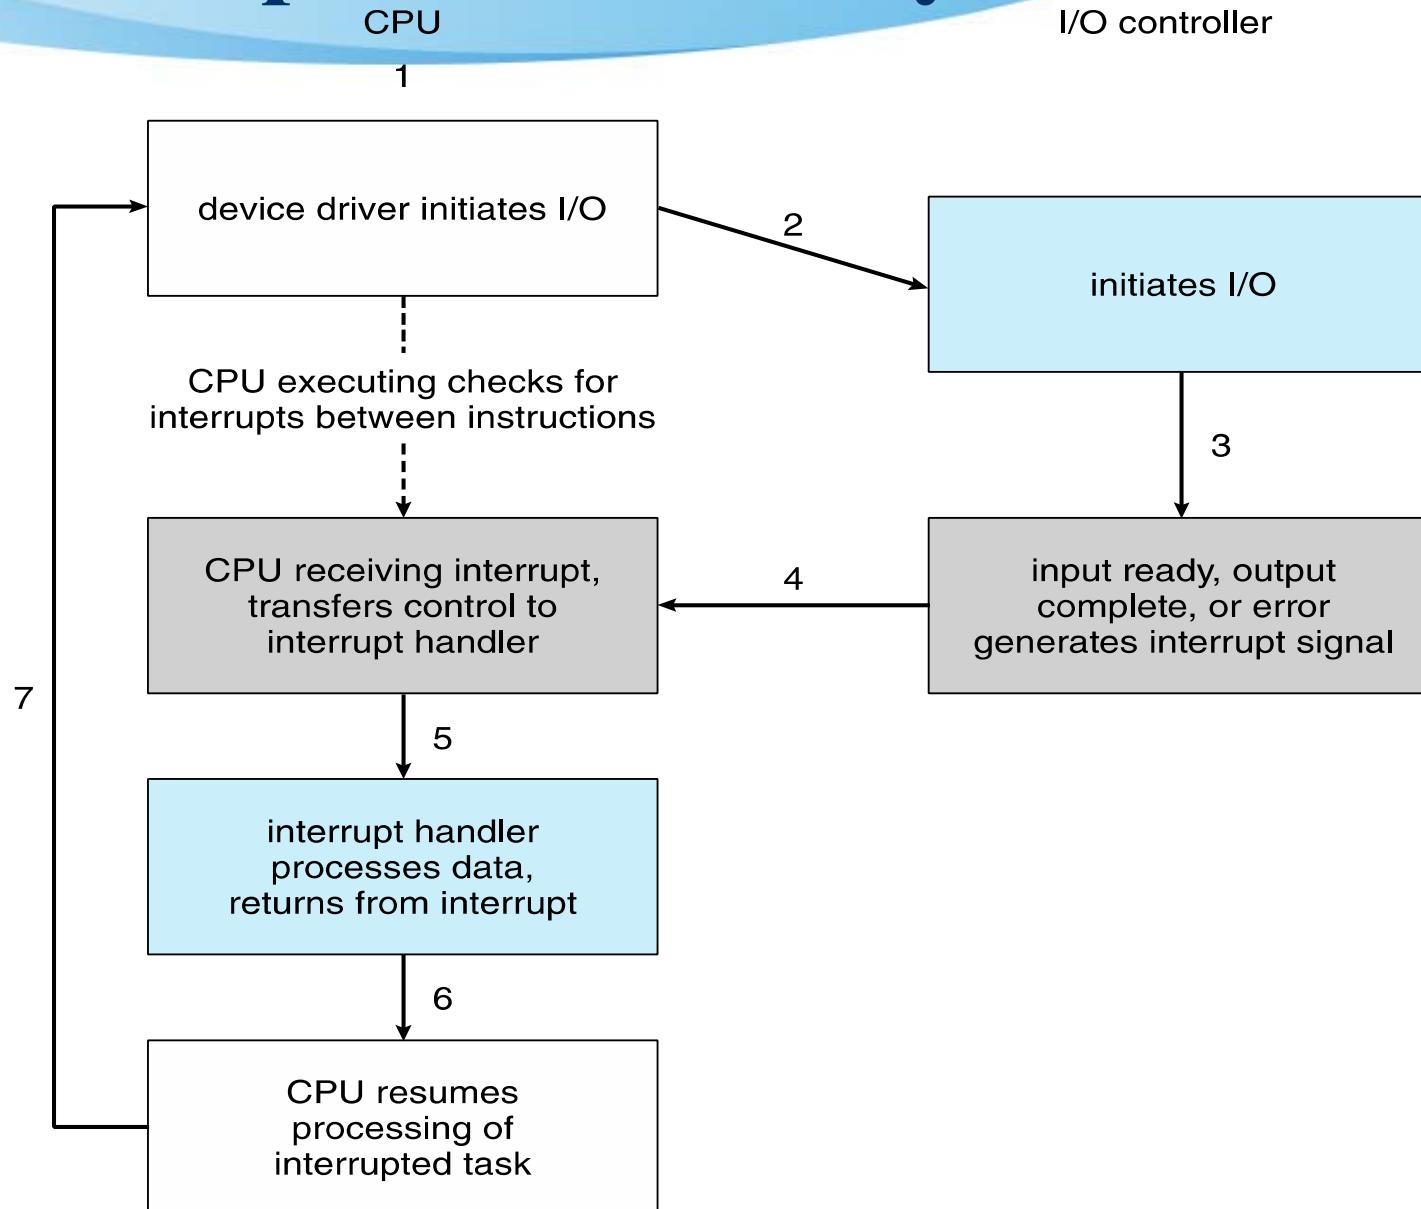 CPU
I/O controller
1
device driver initiates I/O
2
initiates I/O
CPU executing checks for
interrupts between instructions
3
CPU receiving interrupt,
transfers control to
interrupt handler
4
input ready, output
complete, or error
generates interrupt signal
7
5
interrupt handler
processes data,
returns from interrupt
6
CPU resumes
processing of
interrupted task